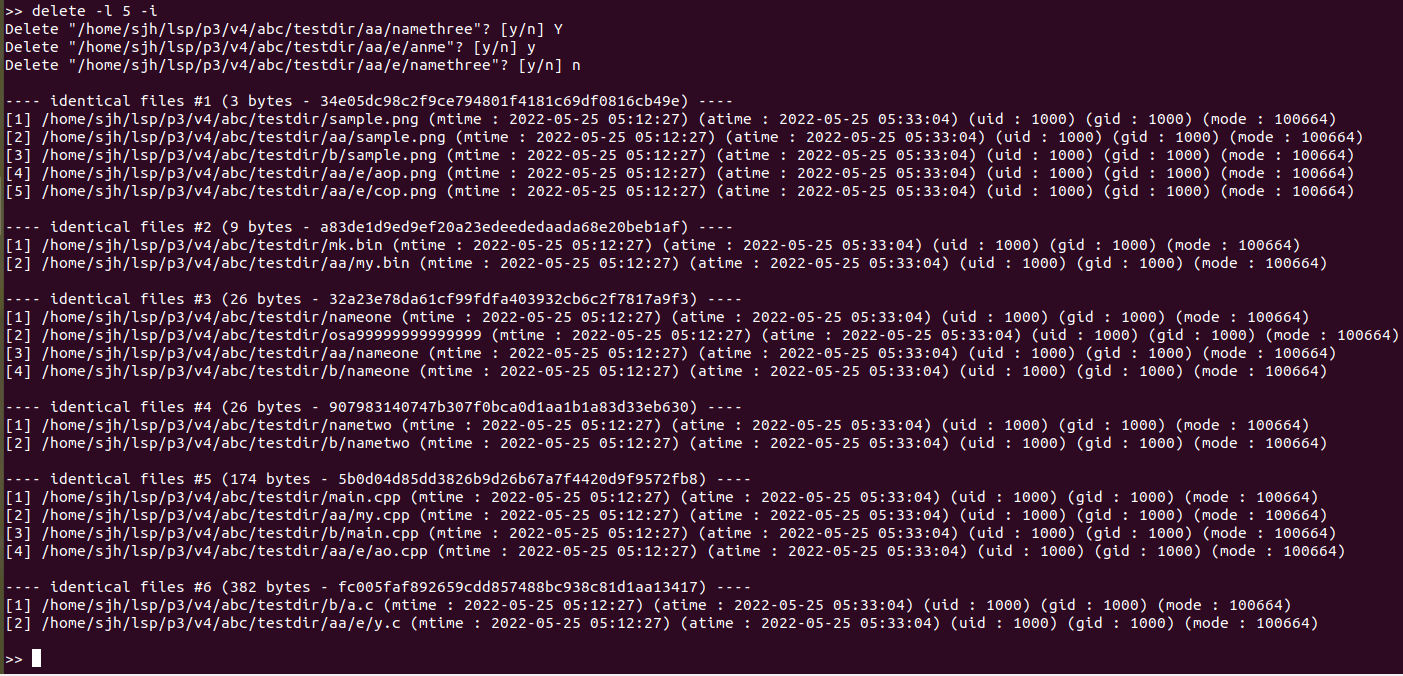 >> delete -l 5 -i
Delete "/home/sjh/lsp/p3/v4/abc/testdir/aa/namethree"? [y/n] Y
Delete "/home/sjh/lsp/p3/v4/abc/testdir/aa/e/anme"? [y/n] y
Delete "/home/sjh/lsp/p3/v4/abc/testdir/aa/e/namethree"? [y/n] n
---- identical files #1 (3 bytes - 34e05dc98c2f9ce794801f4181c69df0816cb49e) ----
[1] /home/sjh/lsp/p3/v4/abc/testdir/sample.png (mtime : 2022-05-25 05:12:27) (atime : 2022-05-25 05:33:04) (uid : 1000) (gid : 1000) (mode : 100664)
[2] /home/sjh/lsp/p3/v4/abc/testdir/aa/sample.png (mtime : 2022-05-25 05:12:27) (atime : 2022-05-25 05:33:04) (uid : 1000) (gid : 1000) (mode : 100664)
[3] /home/sjh/lsp/p3/v4/abc/testdir/b/sample.png (mtime : 2022-05-25 05:12:27) (atime : 2022-05-25 05:33:04) (uid : 1000) (gid : 1000) (mode : 100664)
[4] /home/sjh/lsp/p3/v4/abc/testdir/aa/e/aop.png (mtime : 2022-05-25 05:12:27) (atime : 2022-05-25 05:33:04) (uid : 1000) (gid : 1000) (mode : 100664)
[5] /home/sjh/lsp/p3/v4/abc/testdir/aa/e/cop.png (mtime : 2022-05-25 05:12:27) (atime : 2022-05-25 05:33:04) (uid : 1000) (gid : 1000) (mode : 100664)
---- identical files #2 (9 bytes - a83de1d9ed9ef20a23edeededaada68e20beb1af) ----
[1] /home/sjh/lsp/p3/v4/abc/testdir/mk.bin (mtime : 2022-05-25 05:12:27) (atime : 2022-05-25 05:33:04) (uid : 1000) (gid : 1000) (mode : 100664)
[2] /home/sjh/lsp/p3/v4/abc/testdir/aa/my.bin (mtime : 2022-05-25 05:12:27) (atime : 2022-05-25 05:33:04) (uid : 1000) (gid : 1000) (mode : 100664)
---- identical files #3 (26 bytes - 32a23e78da61cf99fdfa403932cb6c2f7817a9f3) ----
[1] /home/sjh/lsp/p3/v4/abc/testdir/nameone (mtime : 2022-05-25 05:12:27) (atime : 2022-05-25 05:33:04) (uid : 1000) (gid : 1000) (mode : 100664)
[2] /home/sjh/lsp/p3/v4/abc/testdir/osa99999999999999 (mtime : 2022-05-25 05:12:27) (atime : 2022-05-25 05:33:04) (uid : 1000) (gid : 1000) (mode : 100664)
[3] /home/sjh/lsp/p3/v4/abc/testdir/aa/nameone (mtime : 2022-05-25 05:12:27) (atime : 2022-05-25 05:33:04) (uid : 1000) (gid : 1000) (mode : 100664)
[4] /home/sjh/lsp/p3/v4/abc/testdir/b/nameone (mtime : 2022-05-25 05:12:27) (atime : 2022-05-25 05:33:04) (uid : 1000) (gid : 1000) (mode : 100664)
---- identical files #4 (26 bytes - 907983140747b307f0bca0d1aa1b1a83d33eb630) ----
[1] /home/sjh/lsp/p3/v4/abc/testdir/nametwo (mtime : 2022-05-25 05:12:27) (atime : 2022-05-25 05:33:04) (uid : 1000) (gid : 1000) (mode : 100664)
[2] /home/sjh/lsp/p3/v4/abc/testdir/b/nametwo (mtime : 2022-05-25 05:12:27) (atime : 2022-05-25 05:33:04) (uid : 1000) (gid : 1000) (mode : 100664)
---- identical files #5 (174 bytes - 5b0d04d85dd3826b9d26b67a7f4420d9f9572fb8) ----
[1] /home/sjh/lsp/p3/v4/abc/testdir/main.cpp (mtime : 2022-05-25 05:12:27) (atime : 2022-05-25 05:33:04) (uid : 1000) (gid : 1000) (mode : 100664)
[2] /home/sjh/lsp/p3/v4/abc/testdir/aa/my.cpp (mtime : 2022-05-25 05:12:27) (atime : 2022-05-25 05:33:04) (uid : 1000) (gid : 1000) (mode : 100664)
[3] /home/sjh/lsp/p3/v4/abc/testdir/b/main.cpp (mtime : 2022-05-25 05:12:27) (atime : 2022-05-25 05:33:04) (uid : 1000) (gid : 1000) (mode : 100664)
[4] /home/sjh/lsp/p3/v4/abc/testdir/aa/e/ao.cpp (mtime : 2022-05-25 05:12:27) (atime : 2022-05-25 05:33:04) (uid : 1000) (gid : 1000) (mode : 100664)
---- identical files #6 (382 bytes - fc005faf892659cdd857488bc938c81d1aa13417) ----
[1] /home/sjh/lsp/p3/v4/abc/testdir/b/a.c (mtime : 2022-05-25 05:12:27) (atime : 2022-05-25 05:33:04) (uid : 1000) (gid : 1000) (mode : 100664)
[2] /home/sjh/lsp/p3/v4/abc/testdir/aa/e/y.c (mtime : 2022-05-25 05:12:27) (atime : 2022-05-25 05:33:04) (uid : 1000) (gid : 1000) (mode : 100664)
>>